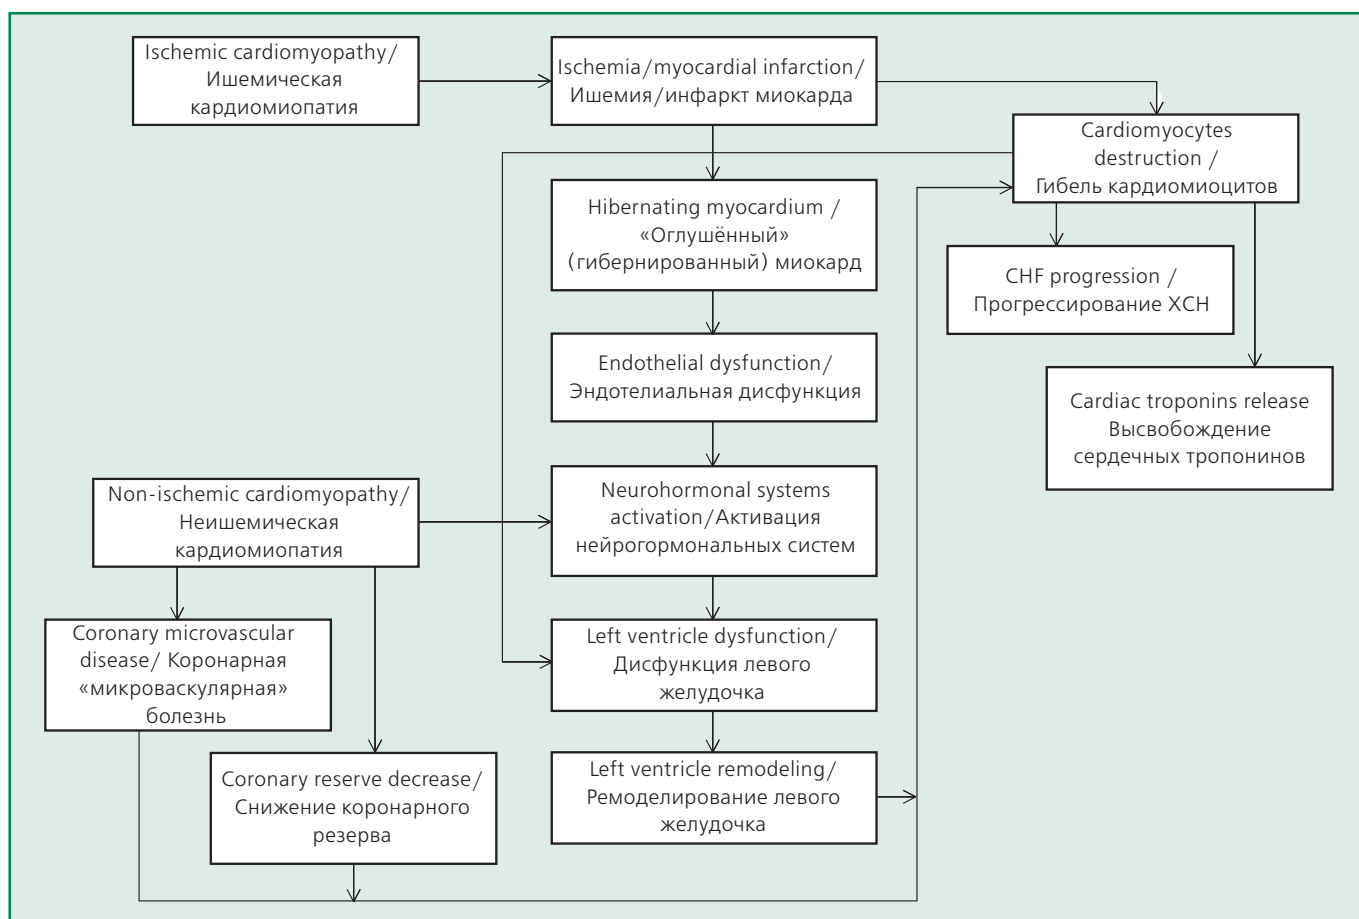 Ischemic cardiomyopathy/
Ишемическая
кардиомиопатия
Ischemia/myocardial infarction/
Ишемия/инфаркт миокарда
Cardiomyocytes
destruction /
Гибель кардиомиоцитов
Hibernating myocardium /
«Оглушённый»
(гибернированный) миокард
CHF progression /
Прогрессирование ХСН
Endothelial dysfunction/
Эндотелиальная дисфункция
Cardiac troponins release
Высвобождение
сердечных тропонинов
Non-ischemic cardiomyopathy/
Неишемическая
кардиомиопатия
Neurohormonal systems
activation/Активация
нейрогормональных систем
Coronary microvascular
disease/ Коронарная
«микроваскулярная»
болезнь
Left ventricle dysfunction/
Дисфункция левого
желудочка
Coronary reserve decrease/
Снижение коронарного
резерва
Left ventricle remodeling/
Ремоделирование левого
желудочка